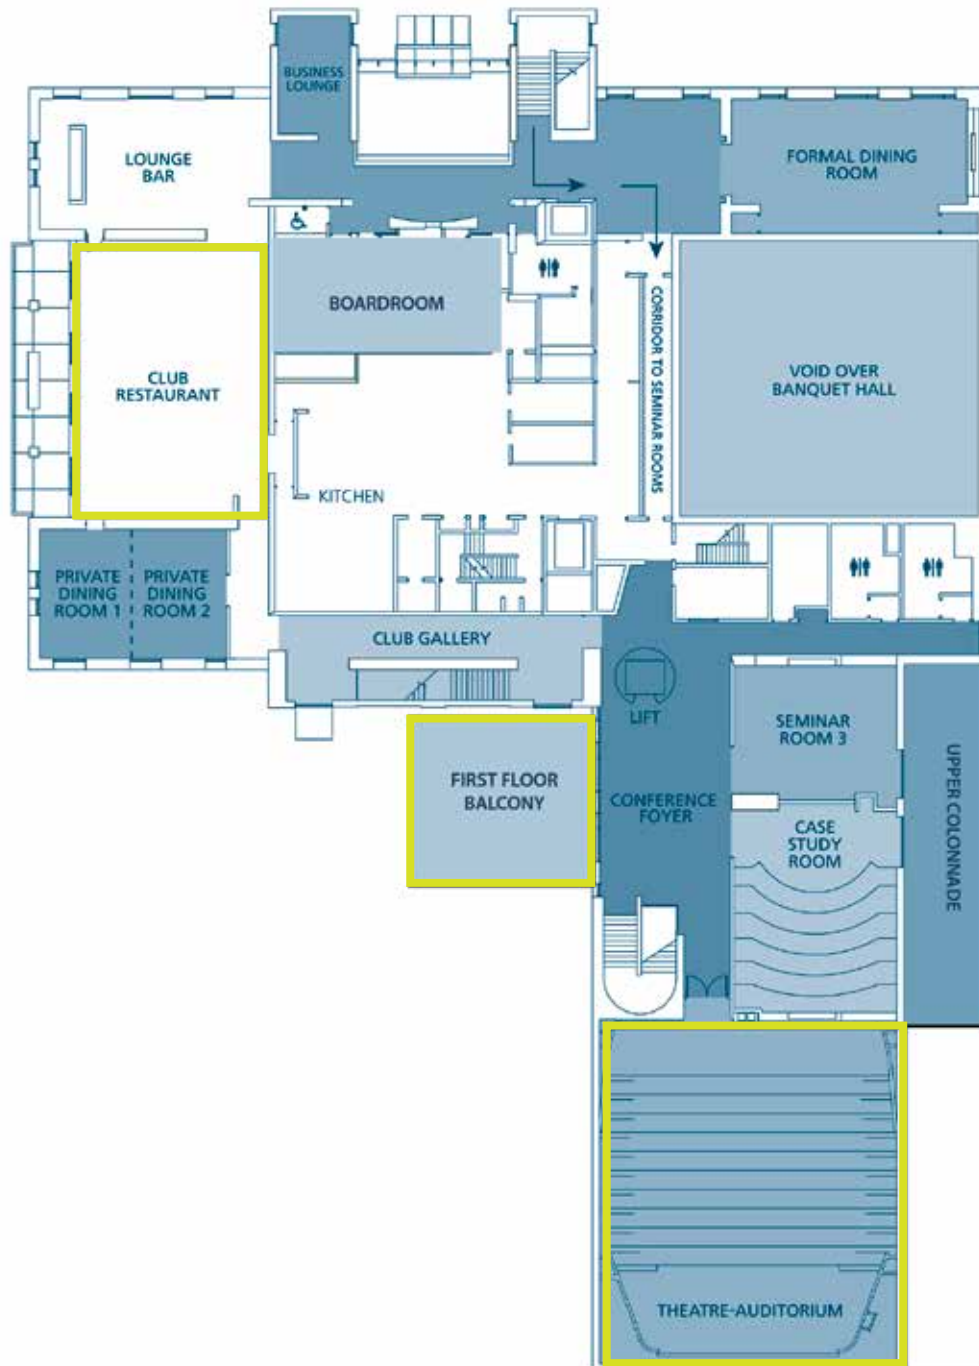 BUSINESS
LOUNGE
LOUNGE
BAR
FORMAL DINING
ROOM
BOARDROOM
CORRIDOR TO SEMINAR ROOMS
VOID OVER
BANQUET HALL
CLUB
RESTAURANT
KITCHEN
PRIVATE
DINING
ROOM 1
PRIVATE
DINING
ROOM 2
CLUB GALLERY
LIFT
SEMINAR
ROOM 3
FIRST FLOOR
BALCONY
CONFERENCE
FOYER
CASE
STUDY
ROOM
UPPER COLONNADE
THEATRE-AUDITORIUM